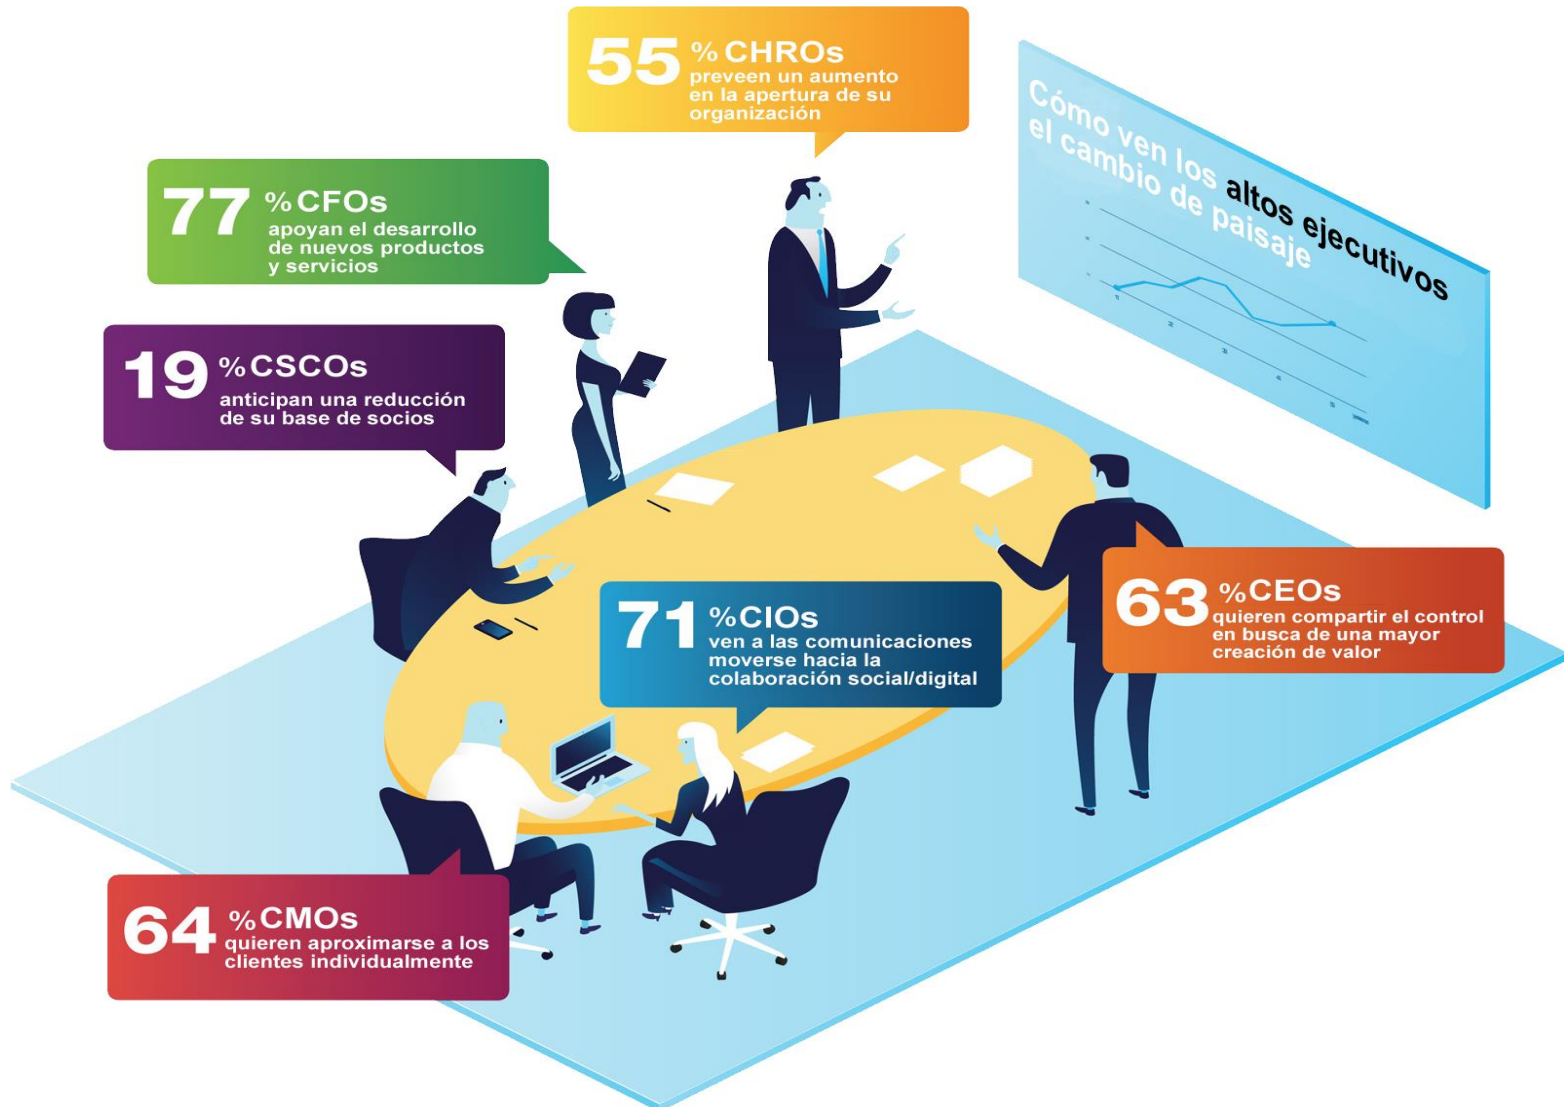 55 % CHROs
preveen un aumento
en la apertura de su
organización
Cómo ven los altos ejecutivos
el cambio de paisaje
77 % CFOs
apoyan el desarrollo
de nuevos productos
y servicios
19 % CSCOs
anticipan una reducción
de su base de socios
71 % CIOs
ven a las comunicaciones
moverse hacia la
colaboración social/digital
63 % CEOs
quieren compartir el control
en busca de una mayor
creación de valor
64 % CMOs
quieren aproximarse a los
clientes individualmente